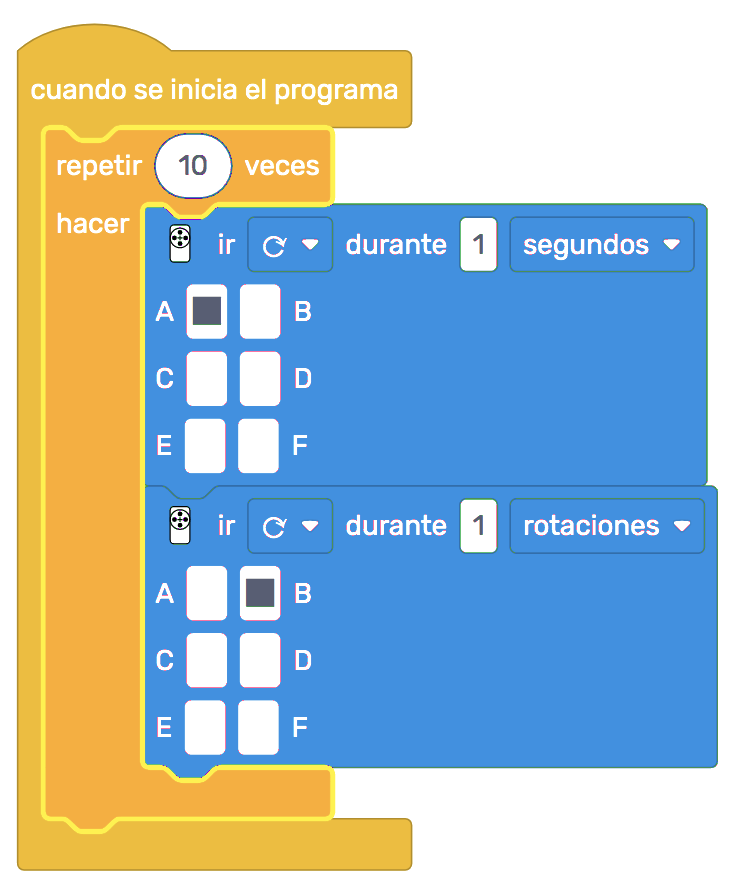 cuando se inicia el programa
repetir 10 veces
hacer
ir durante 1 segundos
A B
C D
E F
ir durante 1 rotaciones
A B
C D
E F